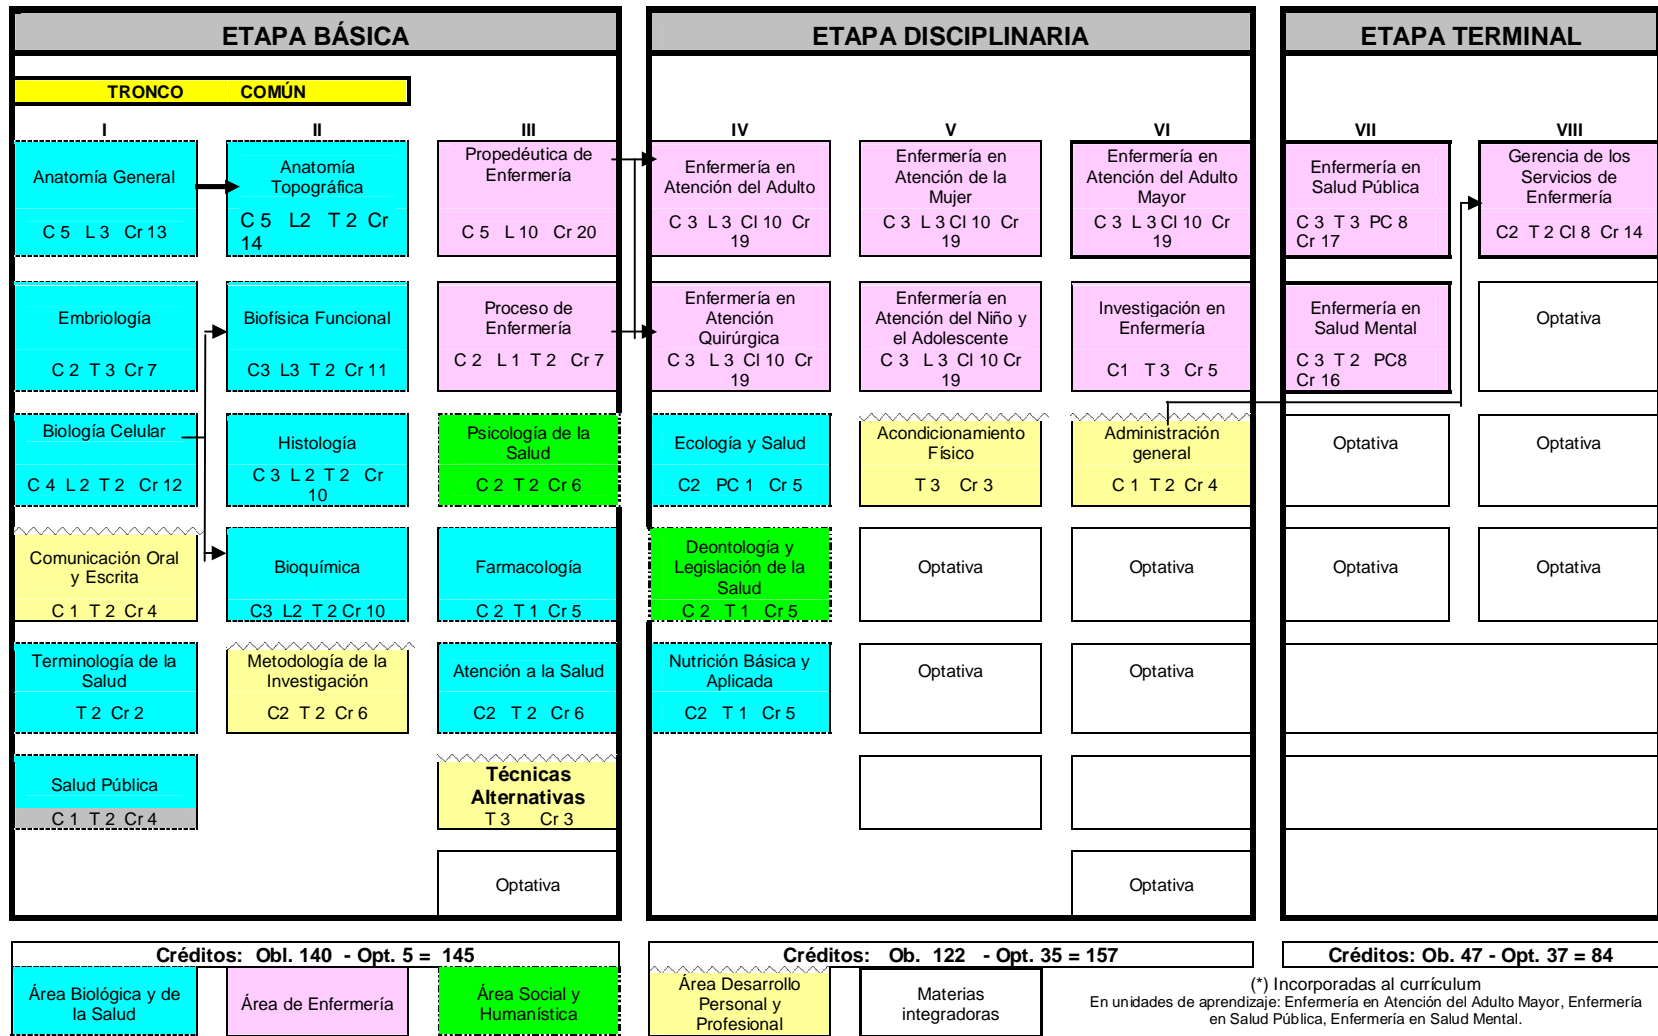 ETAPA BÁSICA
ETAPA DISCIPLINARIA
ETAPA TERMINAL
TRONCO COMÚN
I
II
III
IV
V
VI
VII
VIII
Anatomía General
C 5 L 3 Cr 13
Anatomía
Topográfica
C 5 L2 T 2 Cr
14
Propedéutica de
Enfermería
C 5 L 10 Cr 20
Enfermería en
Atención del Adulto
C 3 L 3 Cl 10 Cr
19
Enfermería en
Atención de la
Mujer
C 3 L 3 Cl 10 Cr
19
Enfermería en
Atención del Adulto
Mayor
C 3 L 3 Cl 10 Cr
19
Enfermería en
Salud Pública
C 3 T 3 PC 8
Cr 17
Gerencia de los
Servicios de
Enfermería
C2 T 2 Cl 8 Cr 14
Embriología
C 2 T 3 Cr 7
Biofísica Funcional
C3 L3 T 2 Cr 11
Proceso de
Enfermería
C 2 L 1 T 2 Cr 7
Enfermería en
Atención
Quirúrgica
C 3 L 3 Cl 10 Cr
19
Enfermería en
Atención del Niño y
el Adolescente
C 3 L 3 Cl 10 Cr
19
Investigación en
Enfermería
C1 T 3 Cr 5
Enfermería en
Salud Mental
C 3 T 2 PC8
Cr 16
Optativa
Biología Celular
C 4 L 2 T 2 Cr 12
Histología
C 3 L 2 T 2 Cr
10
Psicología de la
Salud
C 2 T 2 Cr 6
Ecología y Salud
C2 PC 1 Cr 5
Acondicionamiento
Físico
T 3 Cr 3
Administración
general
C 1 T 2 Cr 4
Optativa
Optativa
Comunicación Oral
y Escrita
C 1 T 2 Cr 4
Bioquímica
C3 L2 T 2 Cr 10
Farmacología
C 2 T 1 Cr 5
Deontología y
Legislación de la
Salud
C 2 T 1 Cr 5
Optativa
Optativa
Optativa
Optativa
Terminología de la
Salud
T 2 Cr 2
Metodología de la
Investigación
C2 T 2 Cr 6
Atención a la Salud
C2 T 2 Cr 6
Nutrición Básica y
Aplicada
C2 T 1 Cr 5
Optativa
Optativa
Salud Pública
C 1 T 2 Cr 4
Técnicas
Alternativas
T 3 Cr 3
Optativa
Optativa
Créditos: Obl. 140 - Opt. 5 = 145
Créditos: Ob. 122 - Opt. 35 = 157
Créditos: Ob. 47 - Opt. 37 = 84
Área Biológica y de
la Salud
Área de Enfermería
Área Social y
Humanística
Área Desarrollo
Personal y
Profesional
Materias
integradoras
(*) Incorporadas al currículum
En unidades de aprendizaje: Enfermería en Atención del Adulto Mayor, Enfermería
en Salud Pública, Enfermería en Salud Mental.